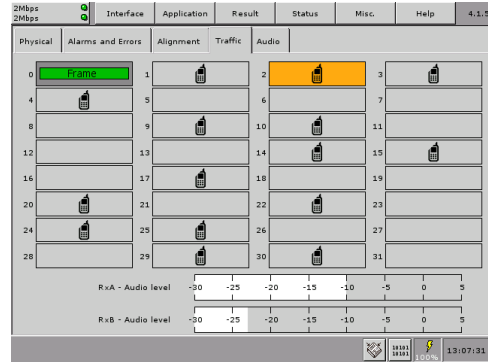 2Mbps
2Mbps
Interface Application Result Status Misc. Help 4.1.5
Physical Alarms and Errors Alignment Traffic Audio
0 Frame 1 2 3
4 5 6 7
8 9 10 11
12 13 14 15
16 17 18 19
20 21 22 23
24 25 26 27
28 29 30 31
RxA - Audio level -30 -25 -20 -15 -10 -5 0 5
RxB - Audio level -30 -25 -20 -15 -10 -5 0 5
10101
10101
100%
13:07:31